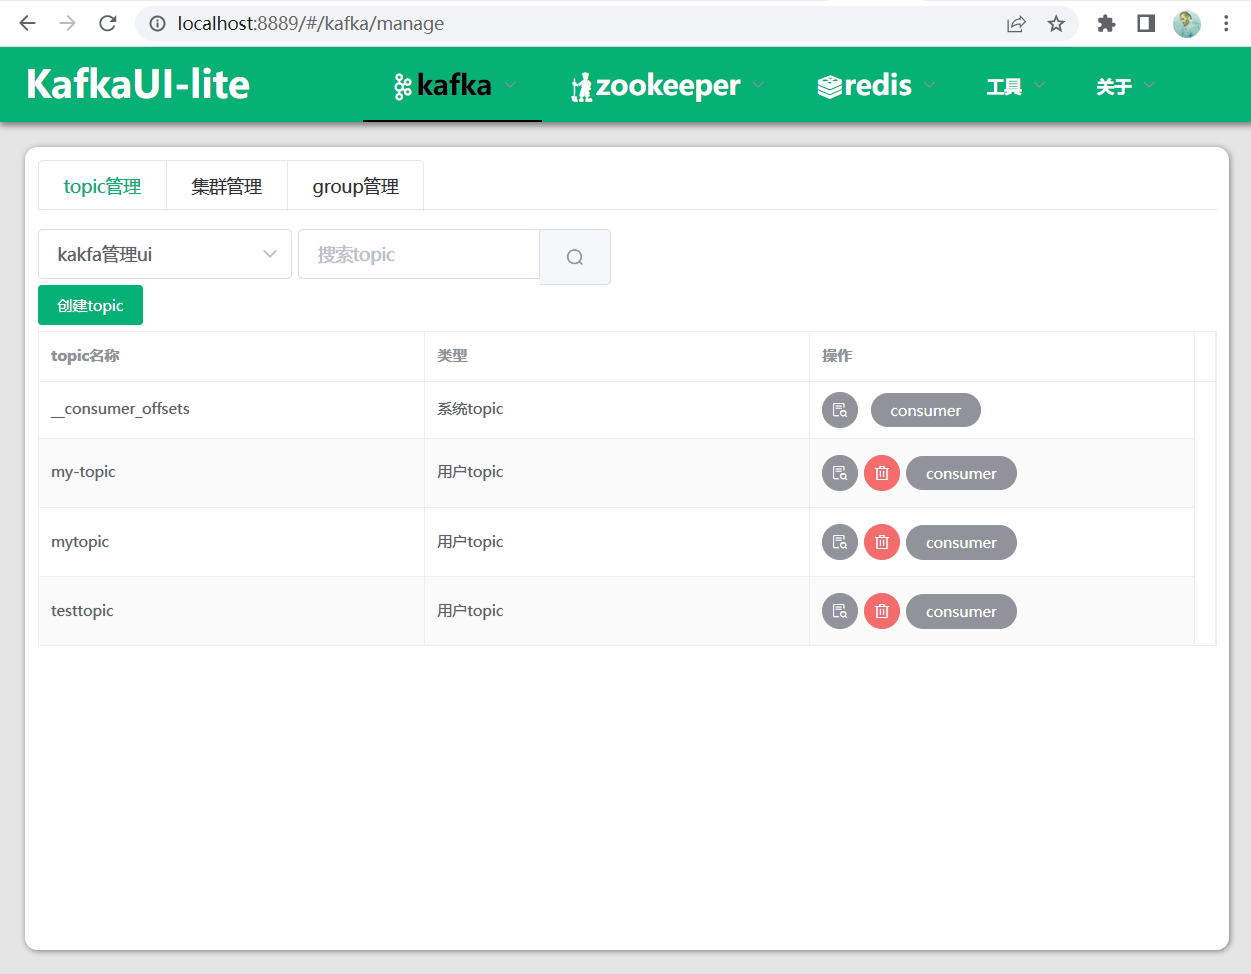 localhost:8889/#/kafka/manage
KafkaUI-lite kafka zookeeper redis 工具 关于
topic管理 集群管理 group管理
kakfa管理ui 搜索topic
创建topic
topic名称 类型 操作
__consumer_offsets 系统topic consumer
my-topic 用户topic consumer
mytopic 用户topic consumer
testtopic 用户topic consumer